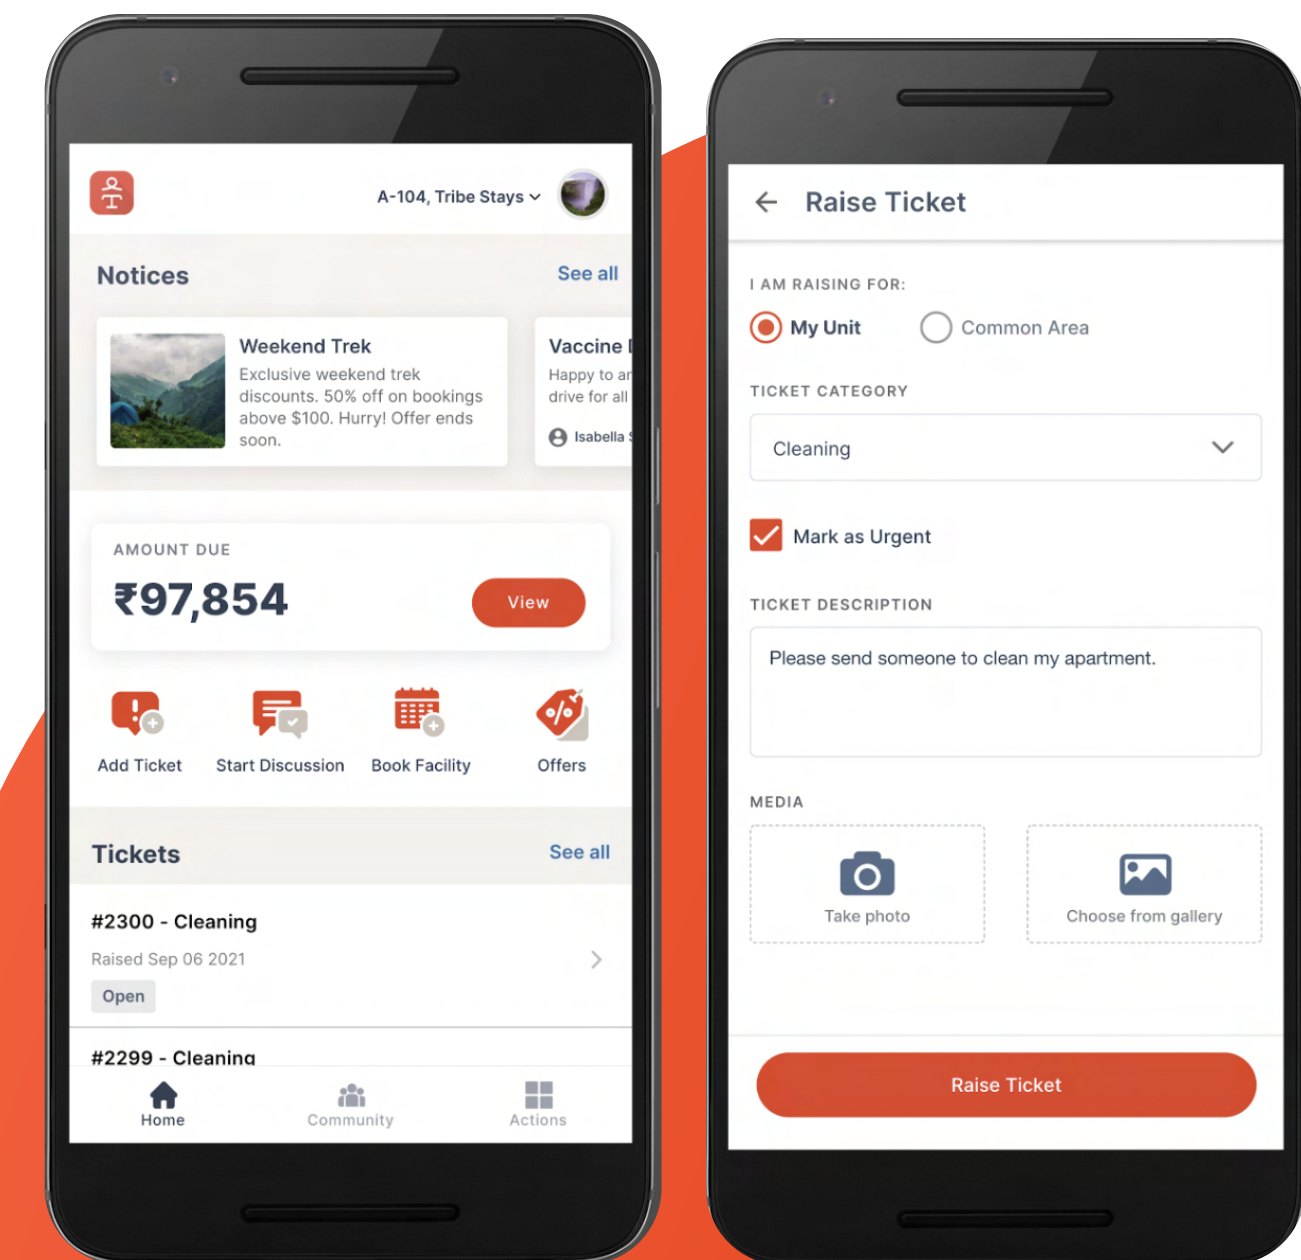 A-104, Tribe Stays
Notices
See all
Weekend Trek
Exclusive weekend trek
discounts. 50% off on bookings
above $100. Hurry! Offer ends
soon.
Vaccine
Happy to
drive for all
Isabella
AMOUNT DUE
₹97,854
View
Add Ticket
Start Discussion
Book Facility
Offers
Tickets
See all
#2300 - Cleaning
Raised Sep 06 2021
Open
#2299 - Cleaning
Home
Community
Actions
Raise Ticket
I AM RAISING FOR:
My Unit
Common Area
TICKET CATEGORY
Cleaning
Mark as Urgent
TICKET DESCRIPTION
Please send someone to clean my apartment.
MEDIA
Take photo
Choose from gallery
Raise Ticket